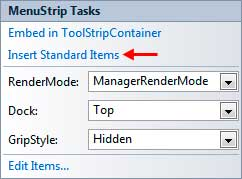 MenuStrip Tasks
Embed in ToolStripContainer
Insert Standard Items
RenderMode: ManagerRenderMode
Dock: Top
GripStyle: Hidden
Edit Items...